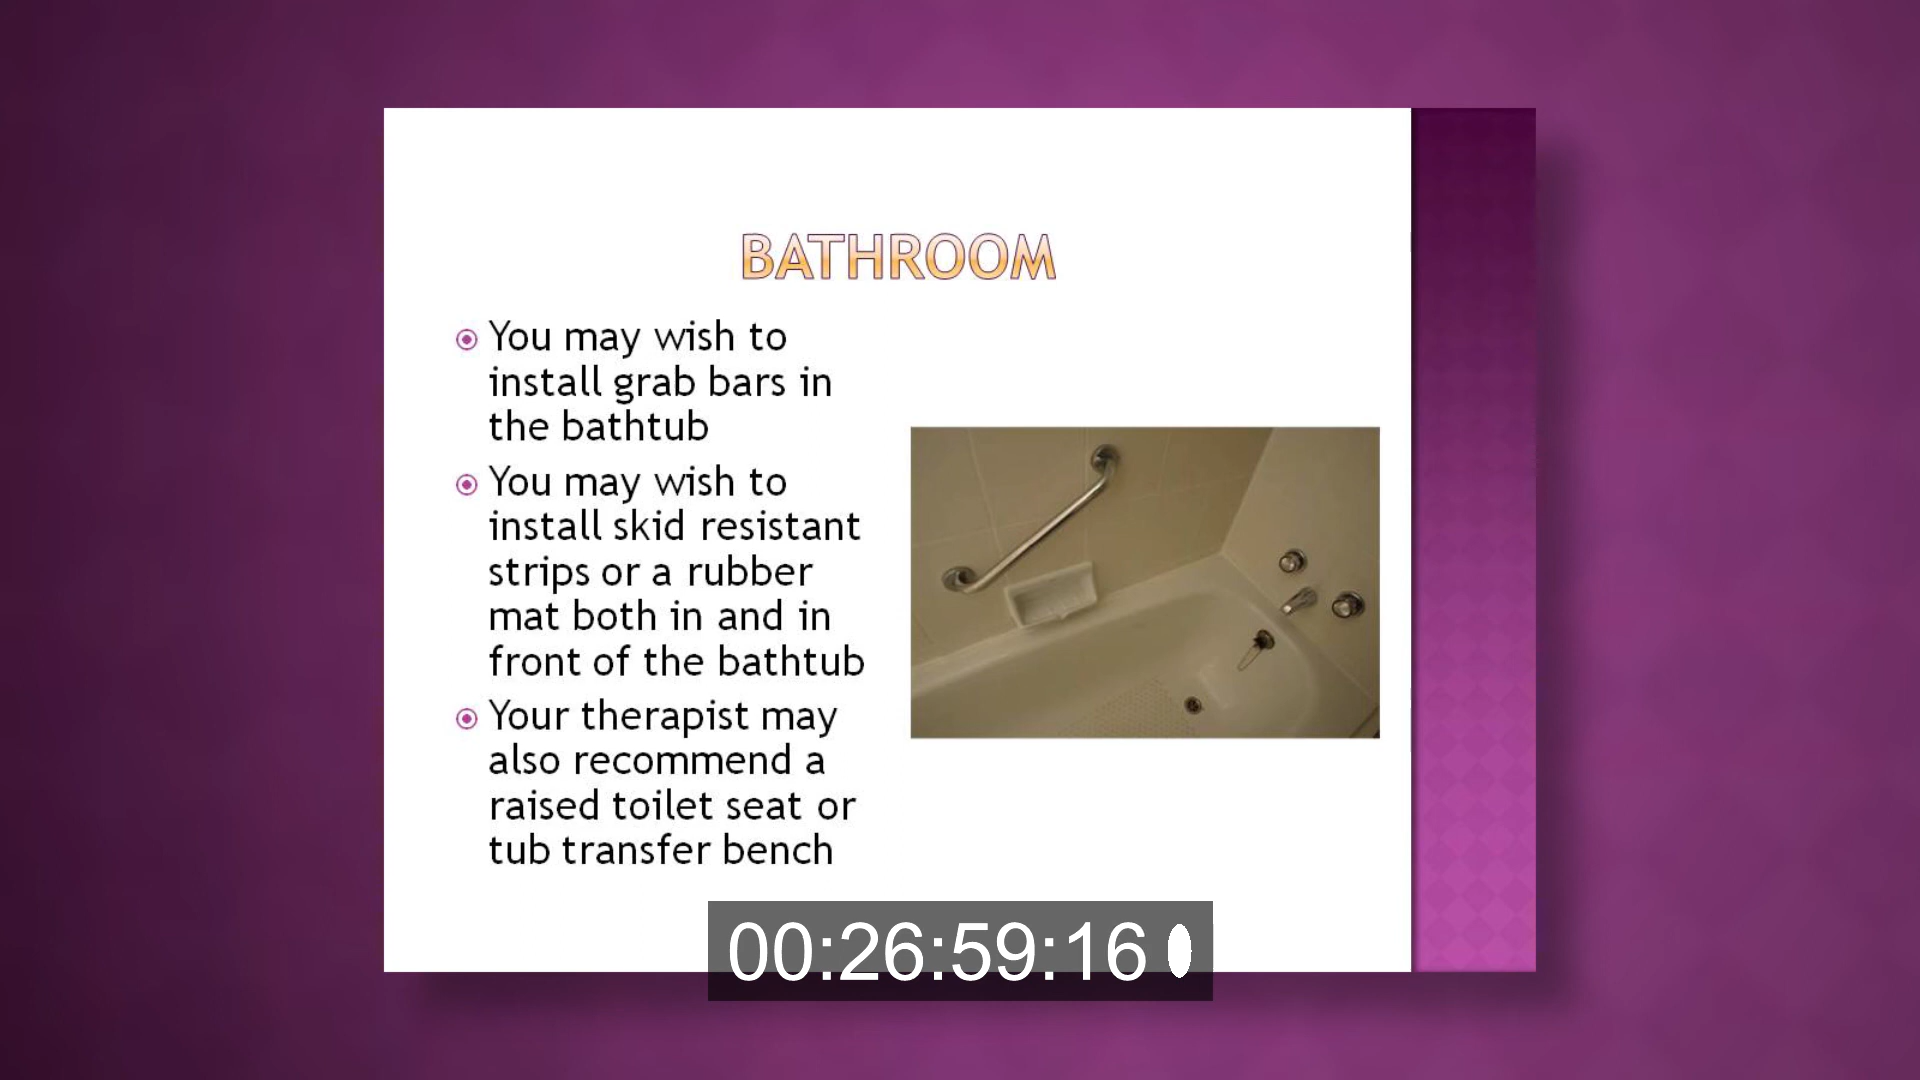 BATHROOM
You may wish to
install grab bars in
the bathtub
You may wish to
install skid resistant
strips or a rubber
mat both in and in
front of the bathtub
Your therapist may
also recommend a
raised toilet seat or
tub transfer bench
00:26:59:16